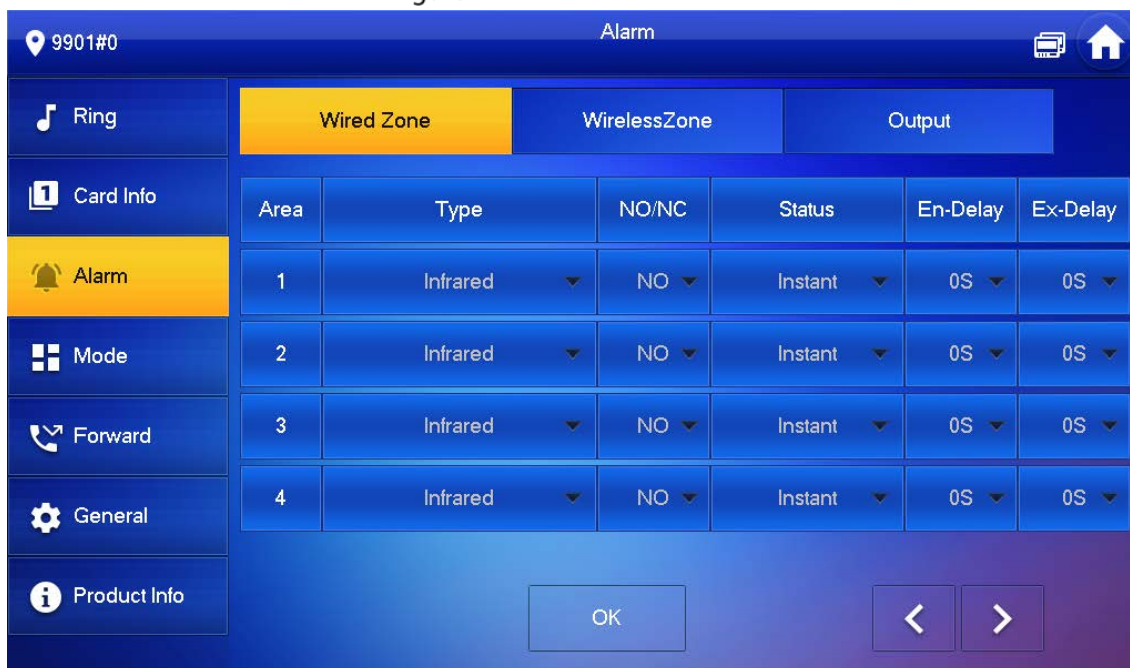 9901#0 Alarm
Ring
Card Info
Alarm
Mode
Forward
General
Product Info
Wired Zone WirelessZone Output
Area Type NO/NC Status En-Delay Ex-Delay
1 Infrared NO Instant 0S 0S
2 Infrared NO Instant 0S 0S
3 Infrared NO Instant 0S 0S
4 Infrared NO Instant 0S 0S
OK